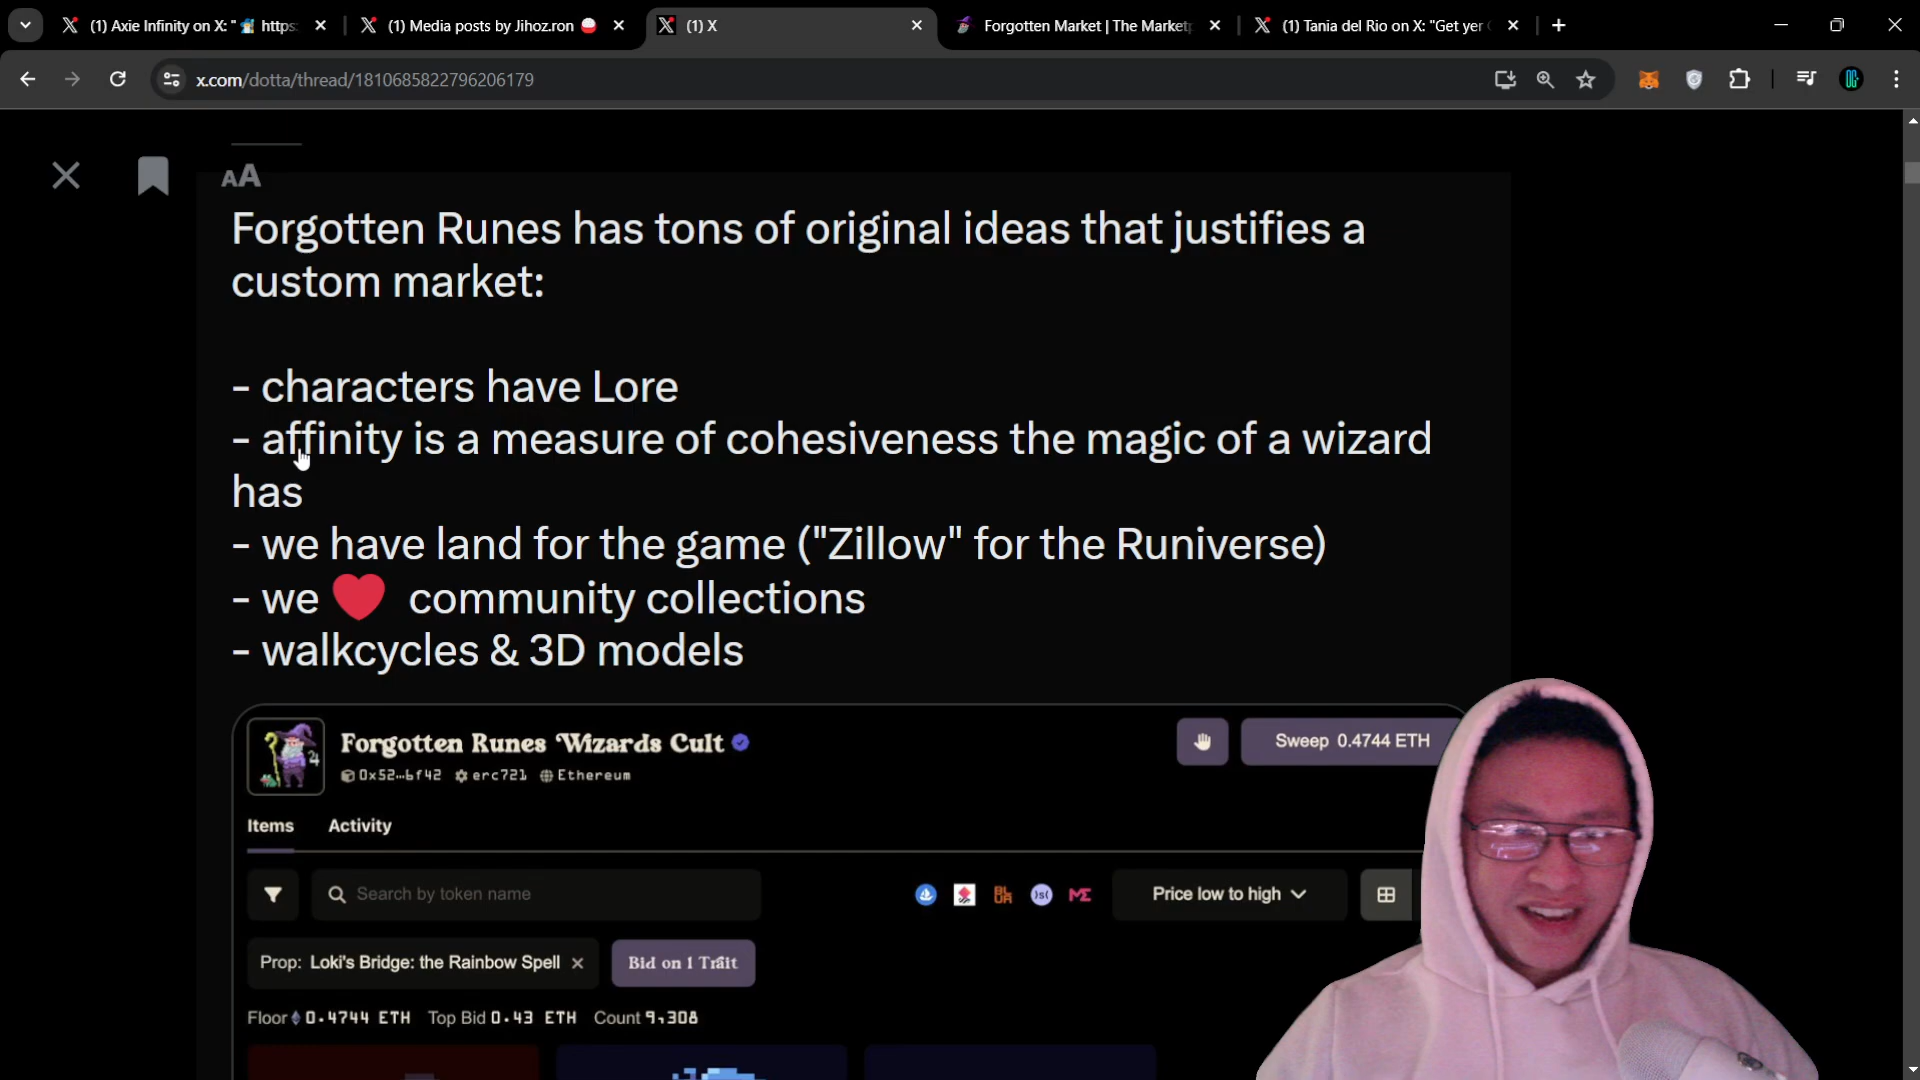 (1) Axie Infinity on X: " https:
(1) Media posts by Jihoz.ron
(1) X
Forgotten Market | The Marketp
(1) Tania del Rio on X: "Get yer
x.com/dotta/thread/1810685822796206179
AA
Forgotten Runes has tons of original ideas that justifies a
custom market:
- characters have Lore
- affinity is a measure of cohesiveness the magic of a wizard
has
- we have land for the game ("Zillow" for the Runiverse)
- we ❤️ community collections
- walkcycles & 3D models
Forgotten Runes Wizards Cult
0x52…6f42 erc721 Ethereum
Sweep 0.4744 ETH
Items Activity
Search by token name
Price low to high
Prop: Loki's Bridge: the Rainbow Spell ×
Bid on 1 Trait
Floor 0.4744 ETH Top Bid 0.43 ETH Count 9,308